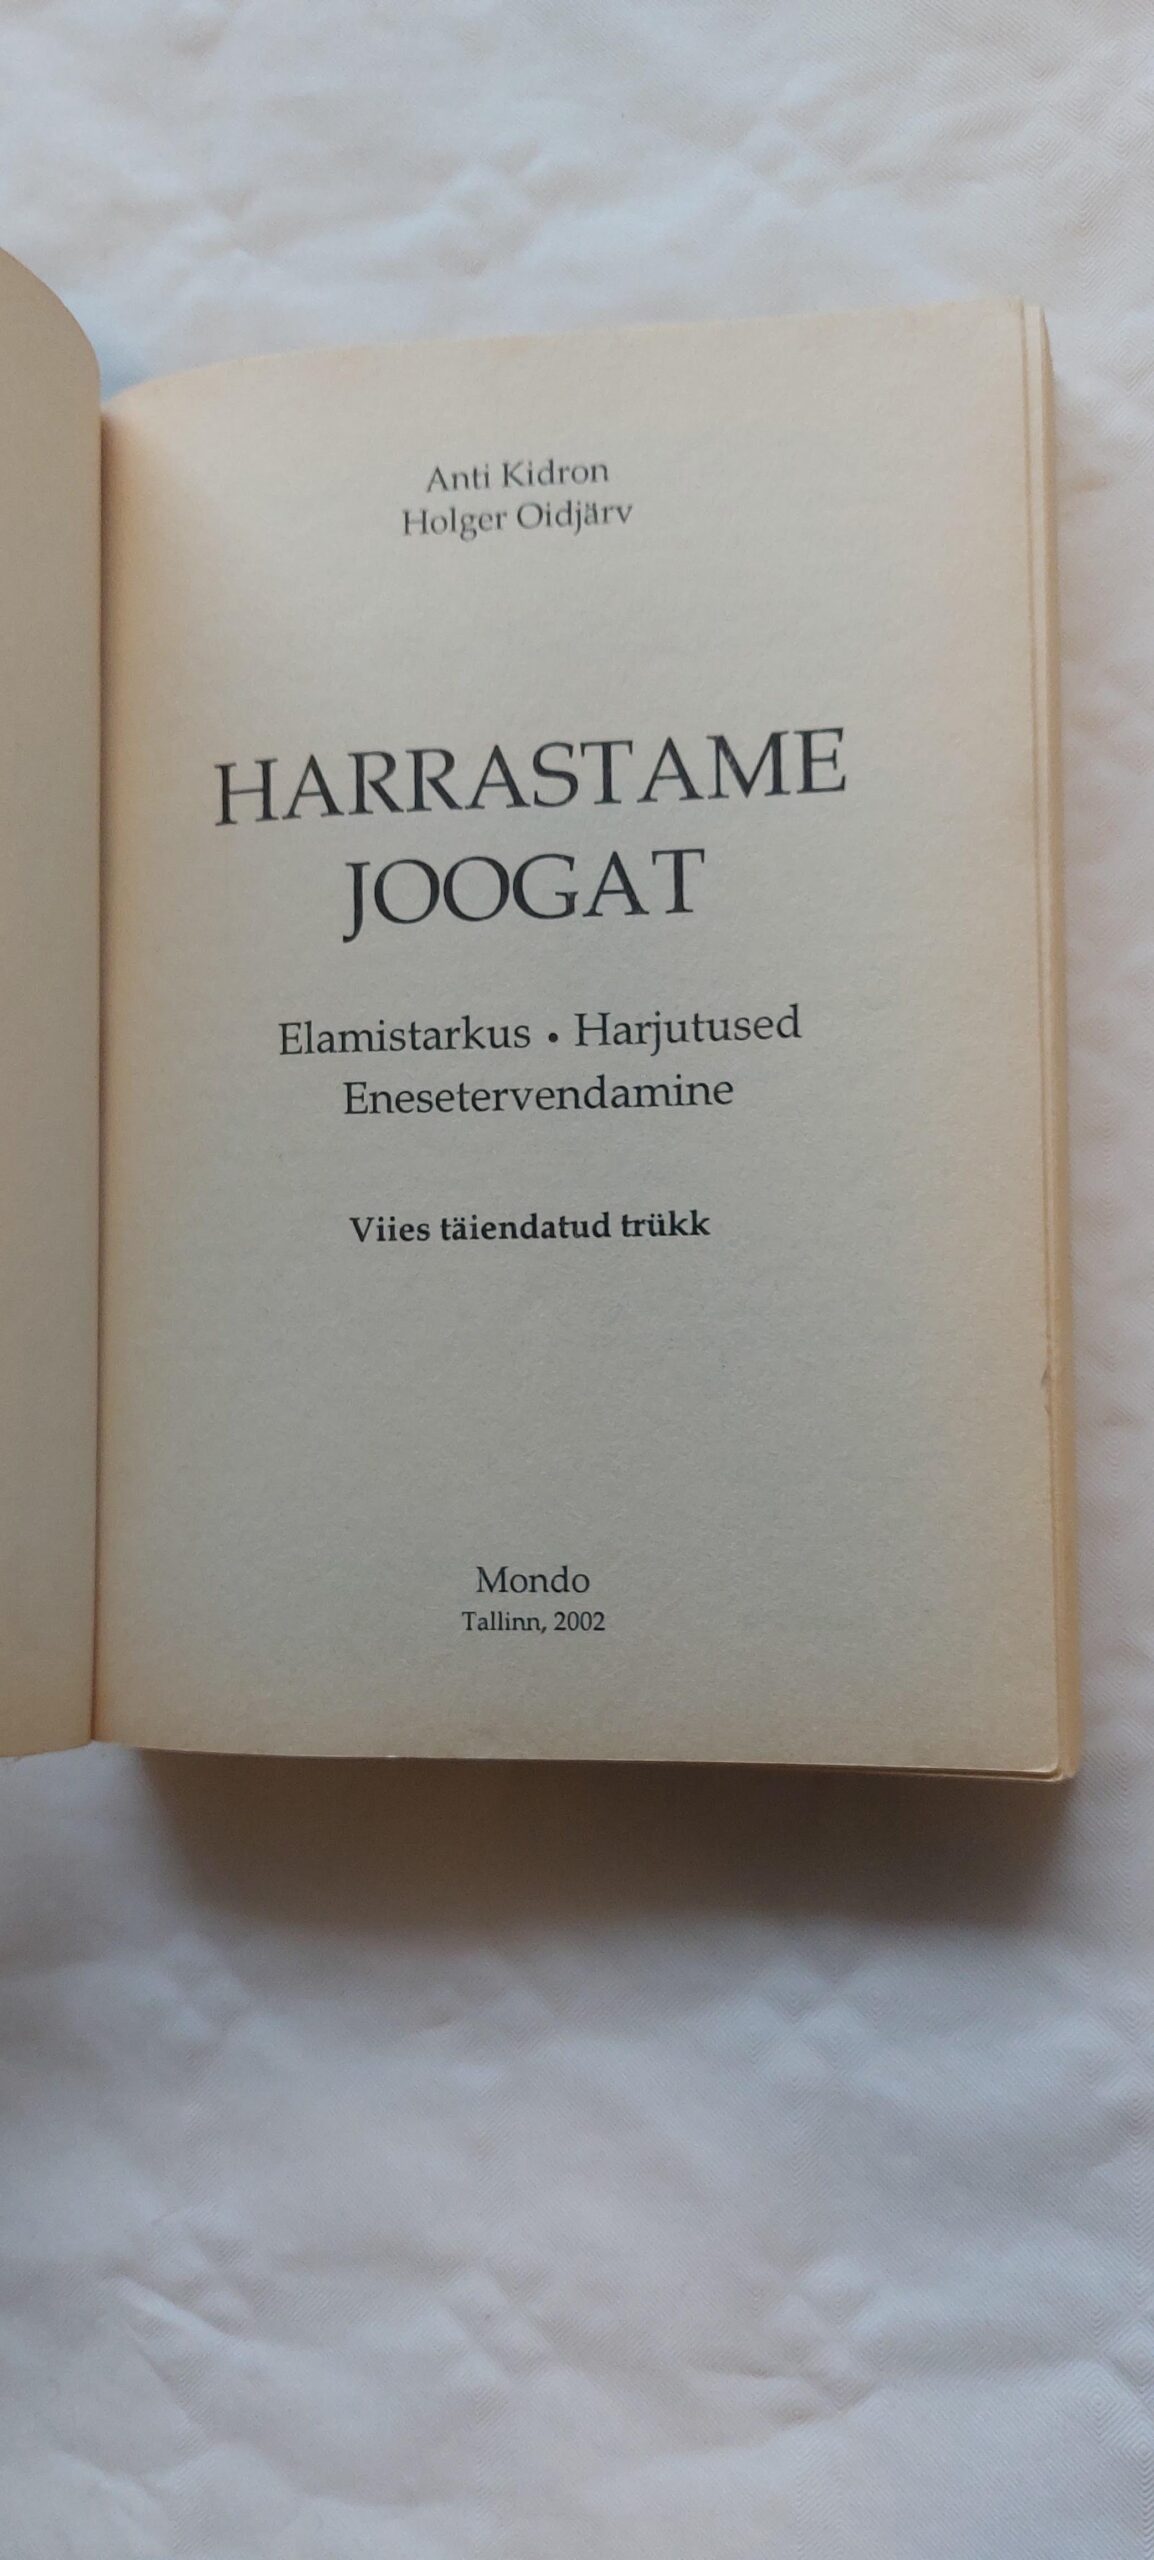 Anti Kidron
Holger Oidjärv
HARRASTAME
JOOGAT
Elamistarkus • Harjutused
Enesetervendamine
Viies täiendatud trükk
Mondo
Tallinn, 2002